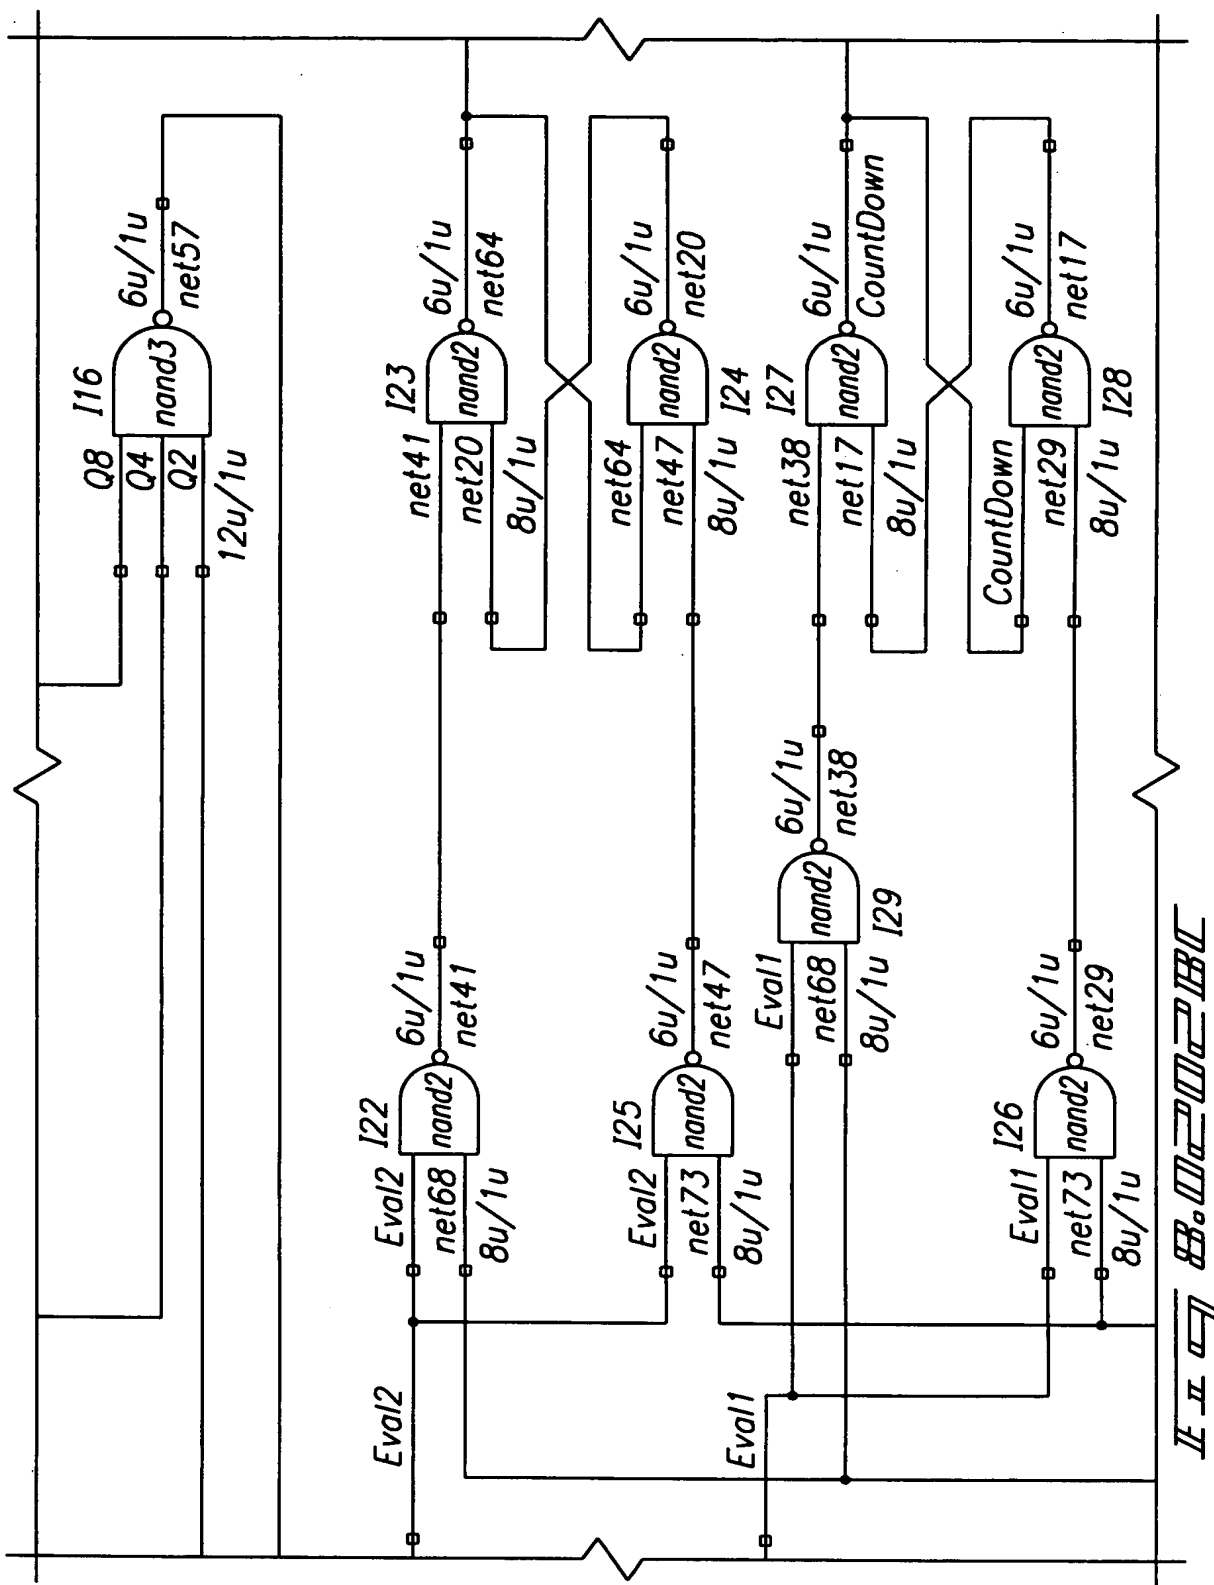 I16
Q8
Q4
Q2
12u/1u
nand3
6u/1u
net57
Eval2
I22
Eval2
net68
8u/1u
nand2
6u/1u
net41
I23
net41
net20
8u/1u
nand2
6u/1u
net64
I25
Eval2
net73
8u/1u
nand2
6u/1u
net47
net64
net47
8u/1u
nand2
I24
6u/1u
net20
Eval1
Eval1
net68
8u/1u
nand2
I29
6u/1u
net38
I27
net38
net17
8u/1u
nand2
6u/1u
CountDown
I26
Eval1
net73
8u/1u
nand2
6u/1u
net29
CountDown
net29
8u/1u
nand2
I28
6u/1u
net17